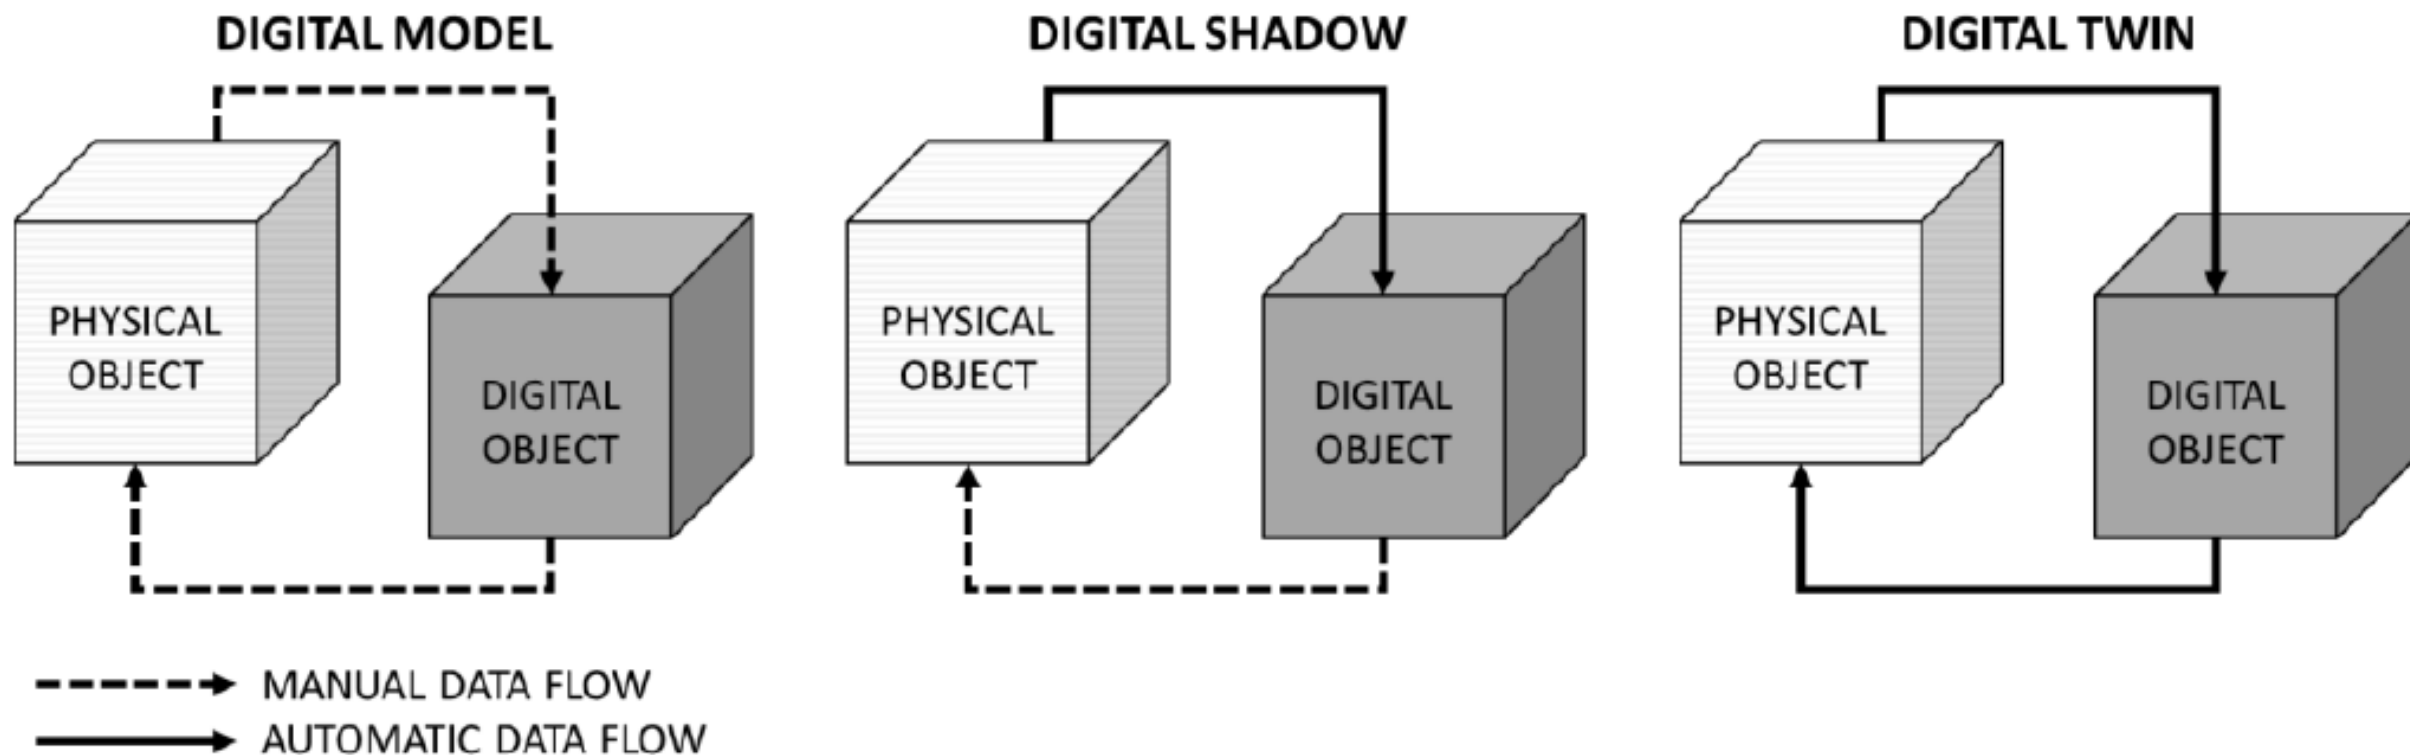 DIGITAL MODEL
PHYSICAL
OBJECT
DIGITAL
OBJECT
DIGITAL SHADOW
PHYSICAL
OBJECT
DIGITAL
OBJECT
DIGITAL TWIN
PHYSICAL
OBJECT
DIGITAL
OBJECT
MANUAL DATA FLOW
AUTOMATIC DATA FLOW